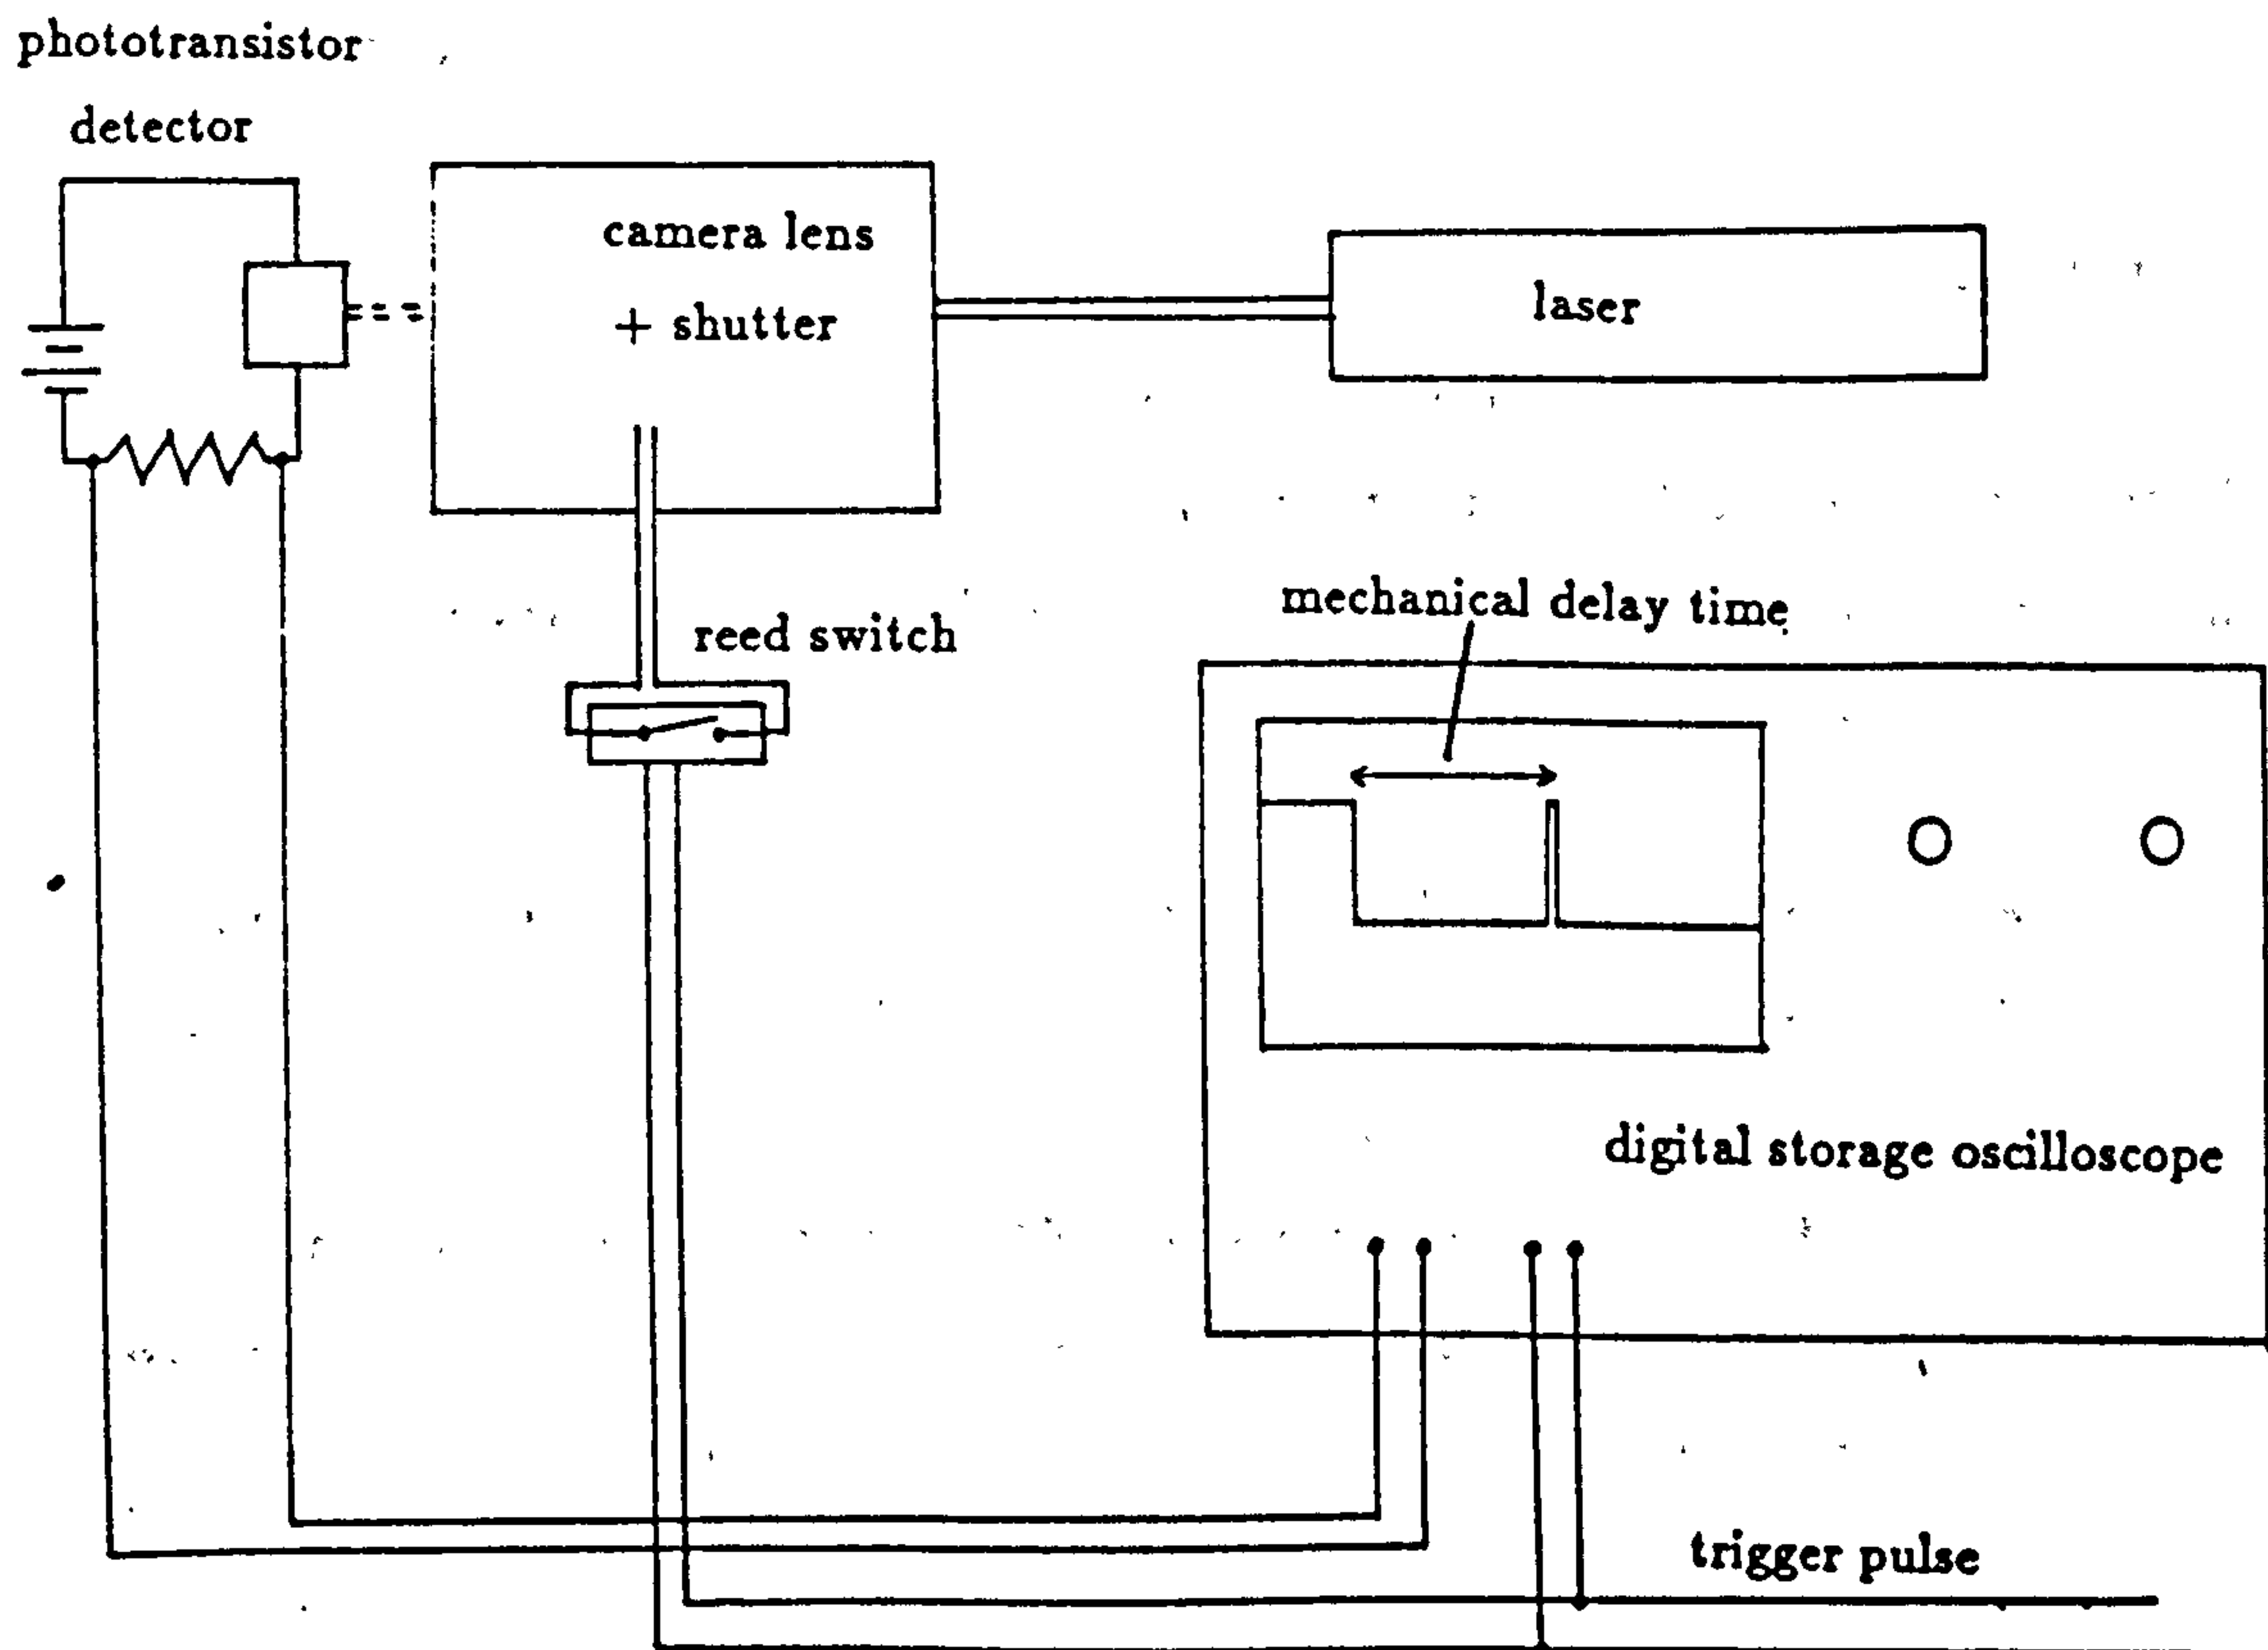 phototransistor
detector
camera lens
+ shutter
laser
reed switch
mechanical delay time
digital storage oscilloscope
trigger pulse